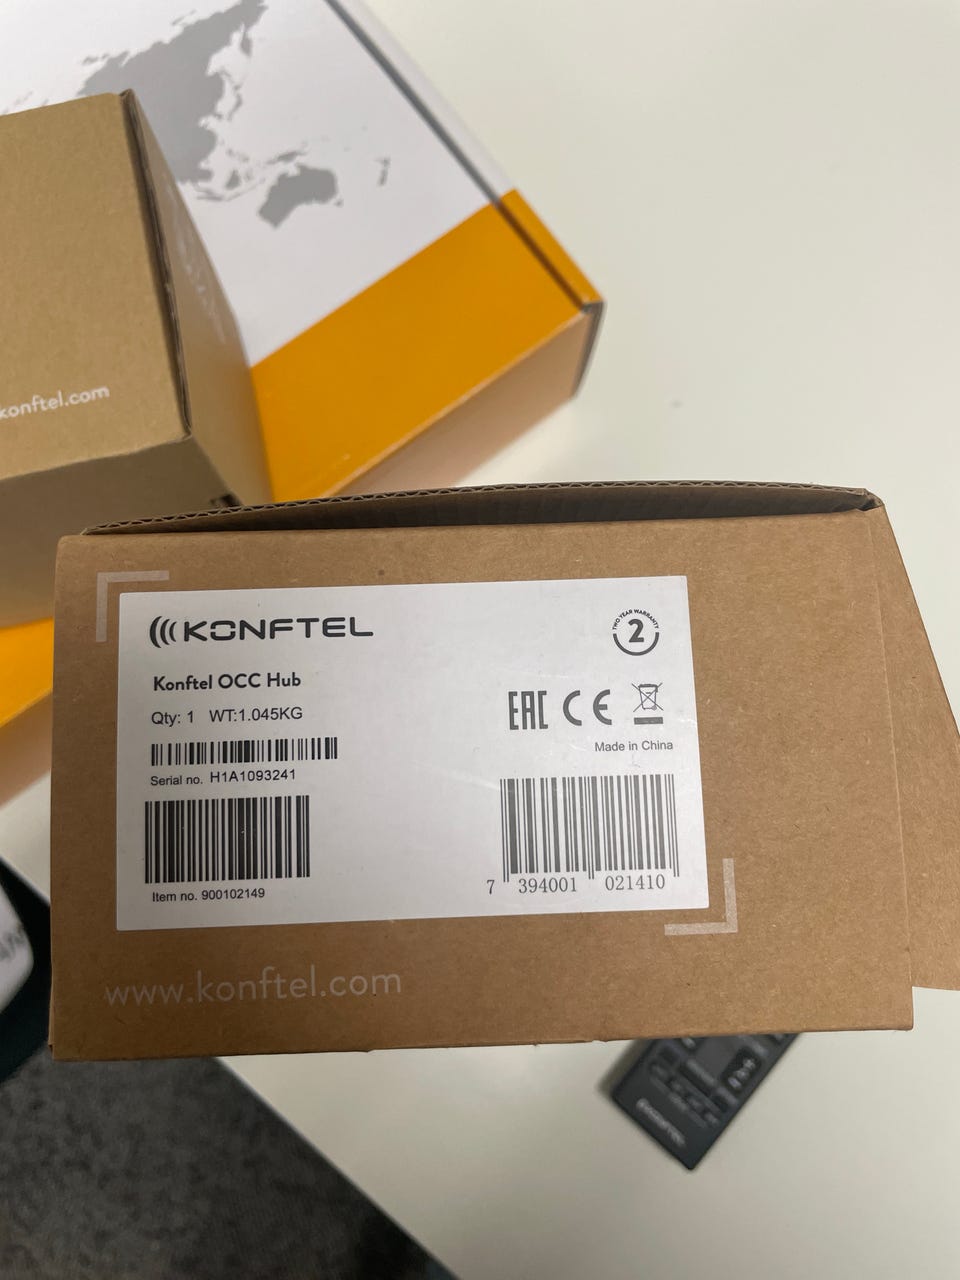 konftel.com
KONFTEL
TWO YEAR WARRANTY
2
Konftel OCC Hub
Qty: 1 WT:1.045KG
EAC CE
Made in China
Serial no. H1A1093241
Item no. 900102149
7 394001 021410
www.konftel.com
KONFTEL